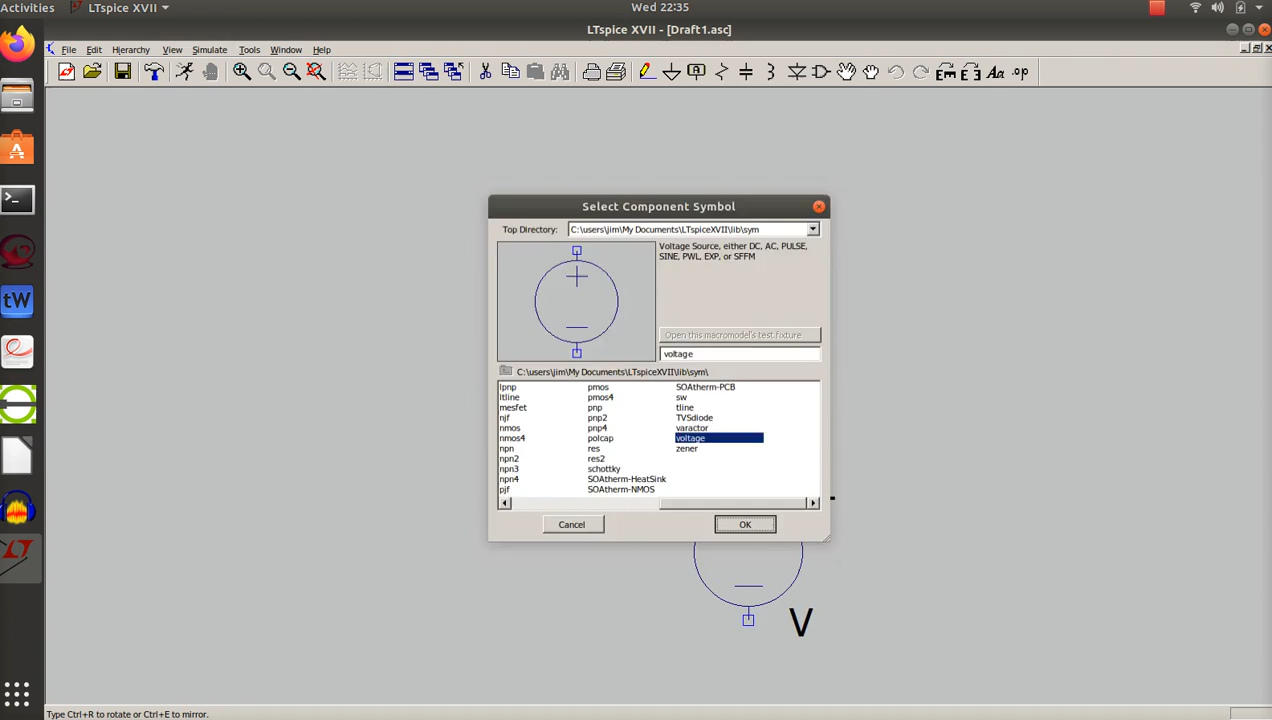 Activities LTspice XVII Wed 22:35
LTspice XVII - [Draft1.asc]
File Edit Hierarchy View Simulate Tools Window Help
A Aa .op
Select Component Symbol
Top Directory: C:\users\jim\My Documents\LTspiceXVII\lib\sym
Voltage Source, either DC, AC, PULSE,
SINE, PWL, EXP, or SFFM
Open this macromodel's test fixture
voltage
C:\users\jim\My Documents\LTspiceXVII\lib\sym\
lpnp pmos SOAtherm-PCB
ltline pmos4 sw
mesfet pnp tline
njf pnp2 TVSdiode
nmos pnp4 varactor
nmos4 polcap voltage
npn res zener
npn2 res2
npn3 schottky
npn4 SOAtherm-HeatSink
pjf SOAtherm-NMOS
Cancel OK
V
tW
Type Ctrl+R to rotate or Ctrl+E to mirror.